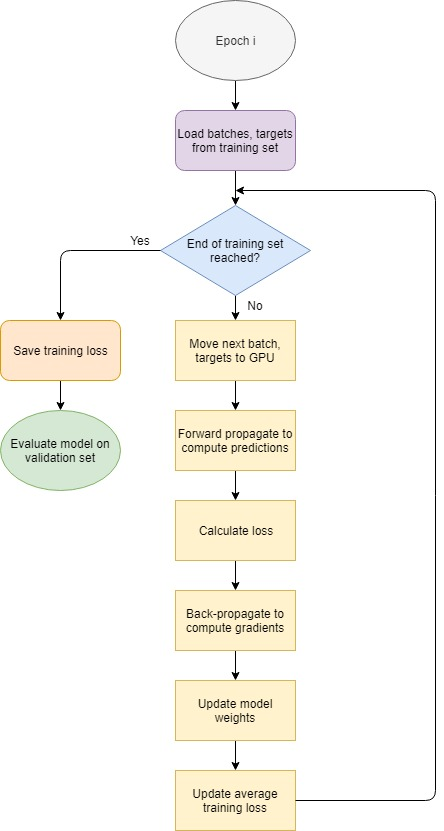 Epoch i
Load batches, targets
from training set
End of training set
reached?
Yes
No
Save training loss
Move next batch,
targets to GPU
Evaluate model on
validation set
Forward propagate to
compute predictions
Calculate loss
Back-propagate to
compute gradients
Update model
weights
Update average
training loss